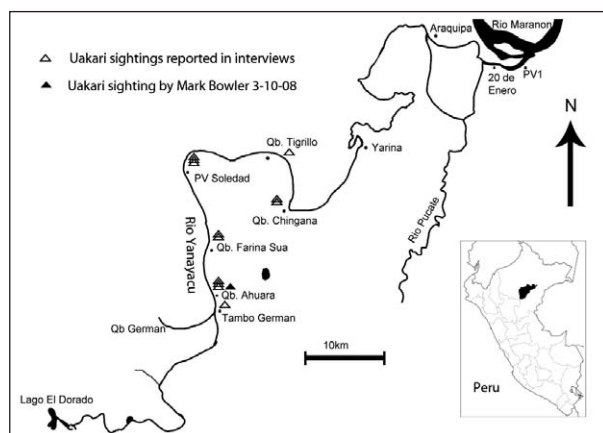 Uakari sightings reported in interviews
Uakari sighting by Mark Bowler 3-10-08
Araquipa
Rio Maranon
20 de
Enero
PV1
N
Qb. Tigrillo
Yarina
PV Soledad
Qb. Chingana
Rio Pucate
Rio Yanayacu
Qb. Farina Sua
Qb. Ahuara
Tambo German
Qb German
10km
Lago El Dorado
Peru